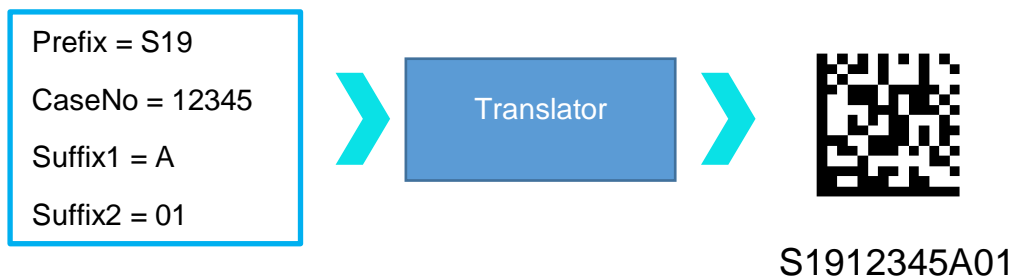 Prefix = S19
CaseNo = 12345
Suffix1 = A
Suffix2 = 01
Translator
S1912345A01